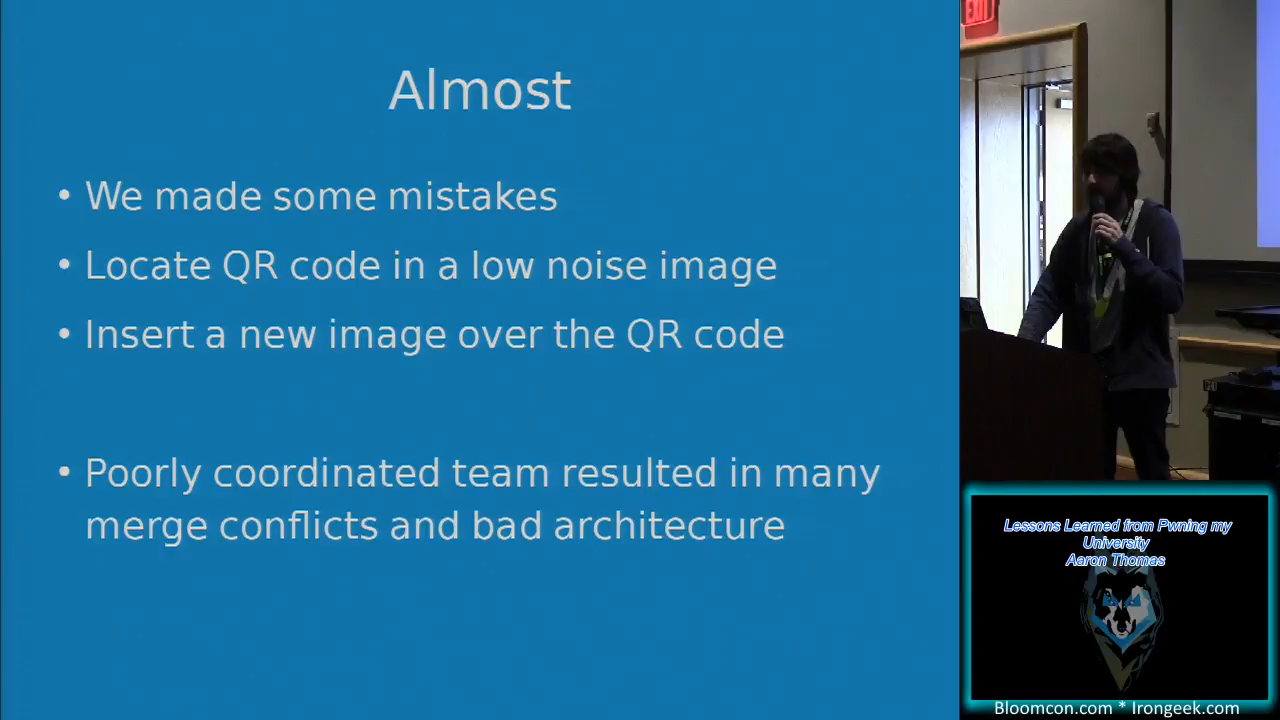 Almost
• We made some mistakes
• Locate QR code in a low noise image
• Insert a new image over the QR code
• Poorly coordinated team resulted in many
merge conflicts and bad architecture
EXIT
Lessons Learned from Pwning my
University
Aaron Thomas
Bloomcon.com * Irongeek.com